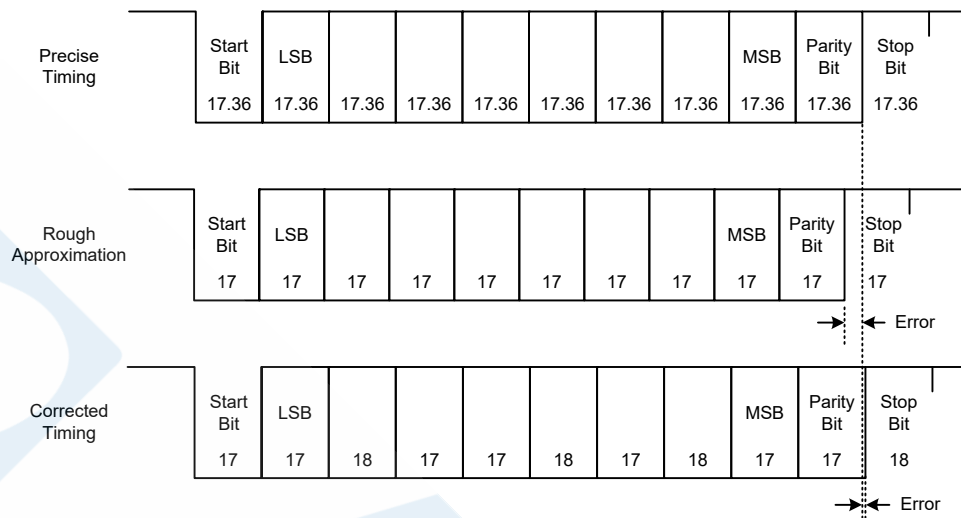 Precise
Timing
Start
Bit
LSB
MSB
Parity
Bit
Stop
Bit
17.36 17.36 17.36 17.36 17.36 17.36 17.36 17.36 17.36 17.36 17.36
Rough
Approximation
Start
Bit
LSB
MSB
Parity
Bit
Stop
Bit
17 17 17 17 17 17 17 17 17 17 17
Error
Corrected
Timing
Start
Bit
LSB
MSB
Parity
Bit
Stop
Bit
17 17 18 17 17 18 17 18 17 17 18
Error